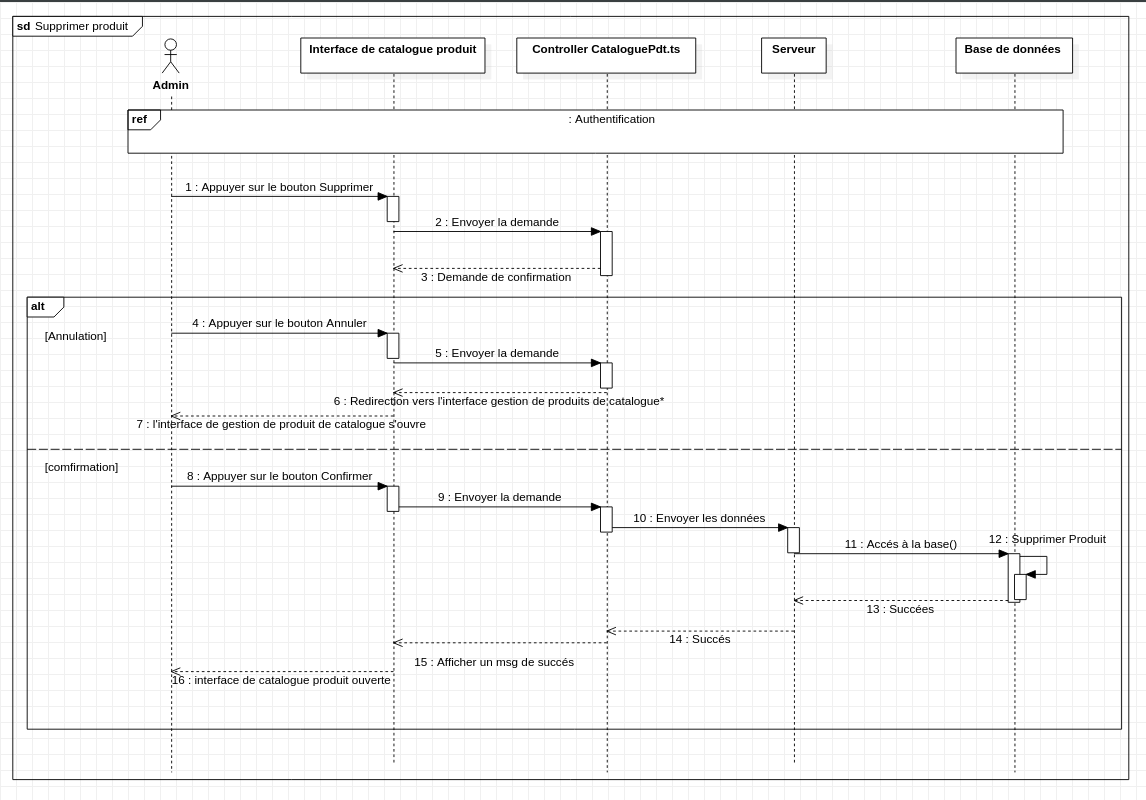 sd Supprimer produit
Admin
Interface de catalogue produit
Controller CataloguePdt.ts
Serveur
Base de données
ref
: Authentification
1 : Appuyer sur le bouton Supprimer
2 : Envoyer la demande
3 : Demande de confirmation
alt
[Annulation]
4 : Appuyer sur le bouton Annuler
5 : Envoyer la demande
6 : Redirection vers l'interface gestion de produits de catalogue*
7 : l'interface de gestion de produit de catalogue s'ouvre
[comfirmation]
8 : Appuyer sur le bouton Confirmer
9 : Envoyer la demande
10 : Envoyer les données
11 : Accés à la base()
12 : Supprimer Produit
13 : Succées
14 : Succés
15 : Afficher un msg de succés
16 : interface de catalogue produit ouverte